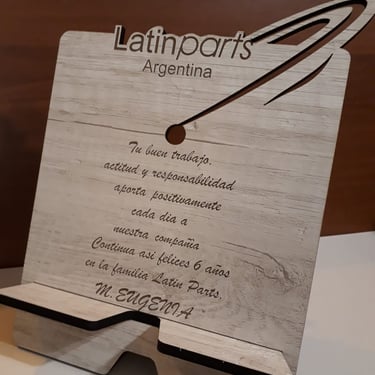 Latinparts
Argentina
Tu buen trabajo.
actitud y responsabilidad
aporta positivamente
cada dia a
nuestra compañia
Continua asi felices 6 años
en la familia Latin Parts.
M. EUGENIA